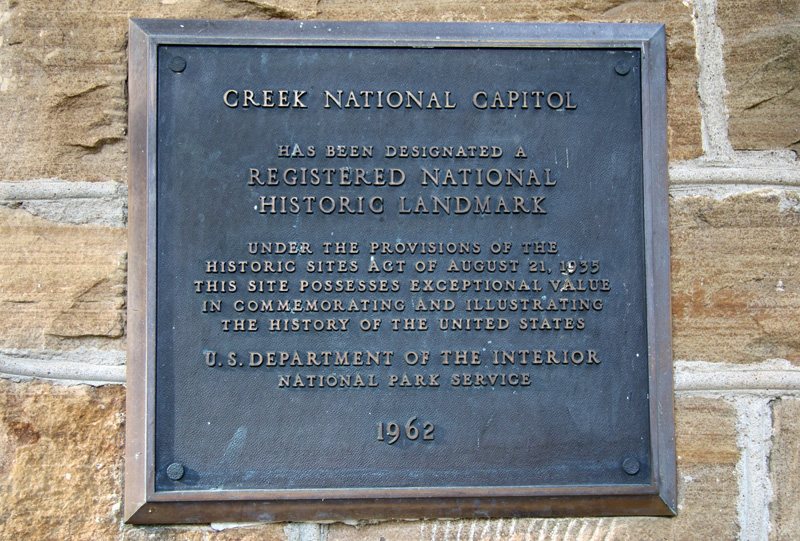 CREEK NATIONAL CAPITOL
HAS BEEN DESIGNATED A
REGISTERED NATIONAL
HISTORIC LANDMARK
UNDER THE PROVISIONS OF THE
HISTORIC SITES ACT OF AUGUST 21, 1935
THIS SITE POSSESSES EXCEPTIONAL VALUE
IN COMMEMORATING AND ILLUSTRATING
THE HISTORY OF THE UNITED STATES
U.S. DEPARTMENT OF THE INTERIOR
NATIONAL PARK SERVICE
1962